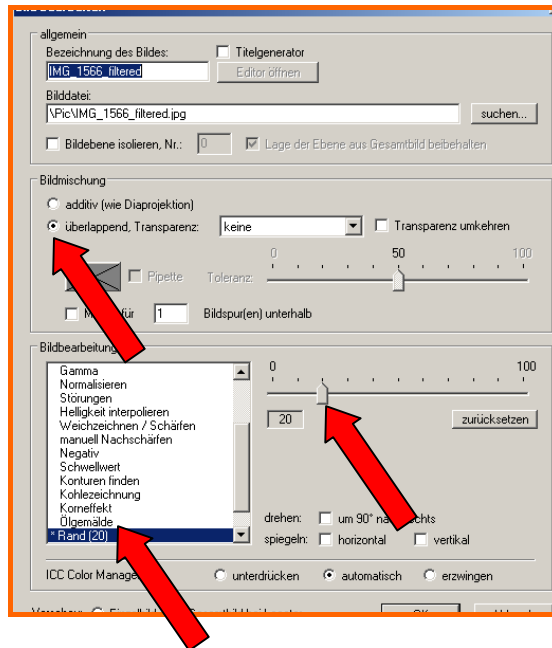 allgemein
Bezeichnung des Bildes:
Titelgenerator
IMG_1566_filtered
Editor öffnen
Bilddatei:
\Pic\IMG_1566_filtered.jpg
suchen...
Bildebene isolieren, Nr.: 0
Lage der Ebene aus Gesamtbild beibehalten
Bildmischung
additiv (wie Diaprojektion)
überlappend, Transparenz: keine
Transparenz umkehren
0 50 100
Pipette Toleranz:
für 1 Bildspur(en) unterhalb
Bildbearbeitung
Gamma
Normalisieren
Störungen
Helligkeit interpolieren
Weichzeichnen / Schärfen
manuell Nachschärfen
Negativ
Schwellwert
Konturen finden
Kohlezeichnung
Korneffekt
Ölgemälde
* Rand (20)
0 100
20
zurücksetzen
drehen: um 90°
spiegeln: horizontal vertikal
ICC Color
unterdrücken automatisch erzwingen